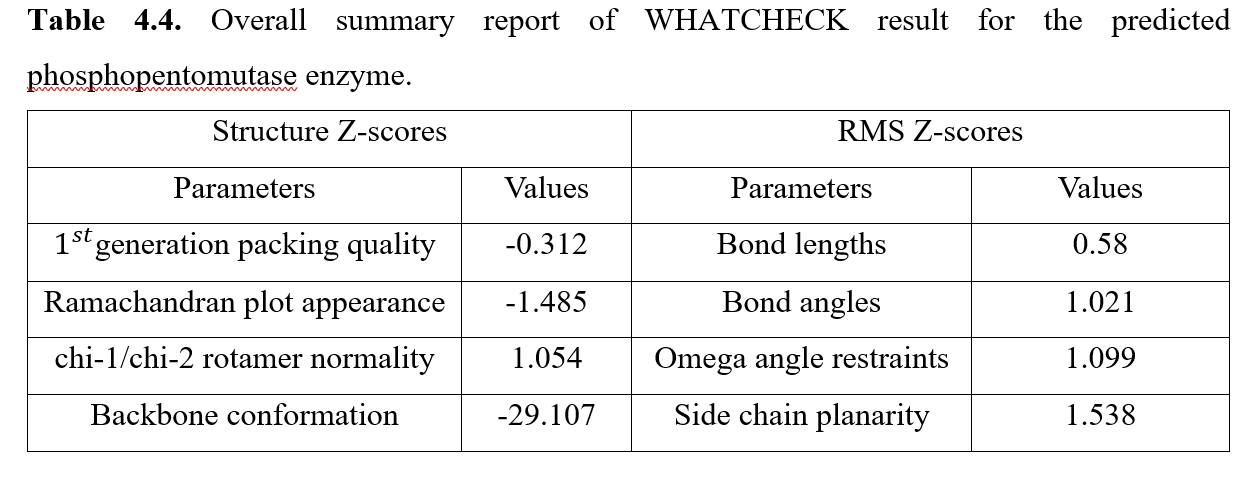 Table 4.4. Overall summary report of WHATCHECK result for the predicted
phosphopentomutase enzyme.
Structure Z-scores RMS Z-scores
Parameters Values Parameters Values
1st generation packing quality -0.312 Bond lengths 0.58
Ramachandran plot appearance -1.485 Bond angles 1.021
chi-1/chi-2 rotamer normality 1.054 Omega angle restraints 1.099
Backbone conformation -29.107 Side chain planarity 1.538